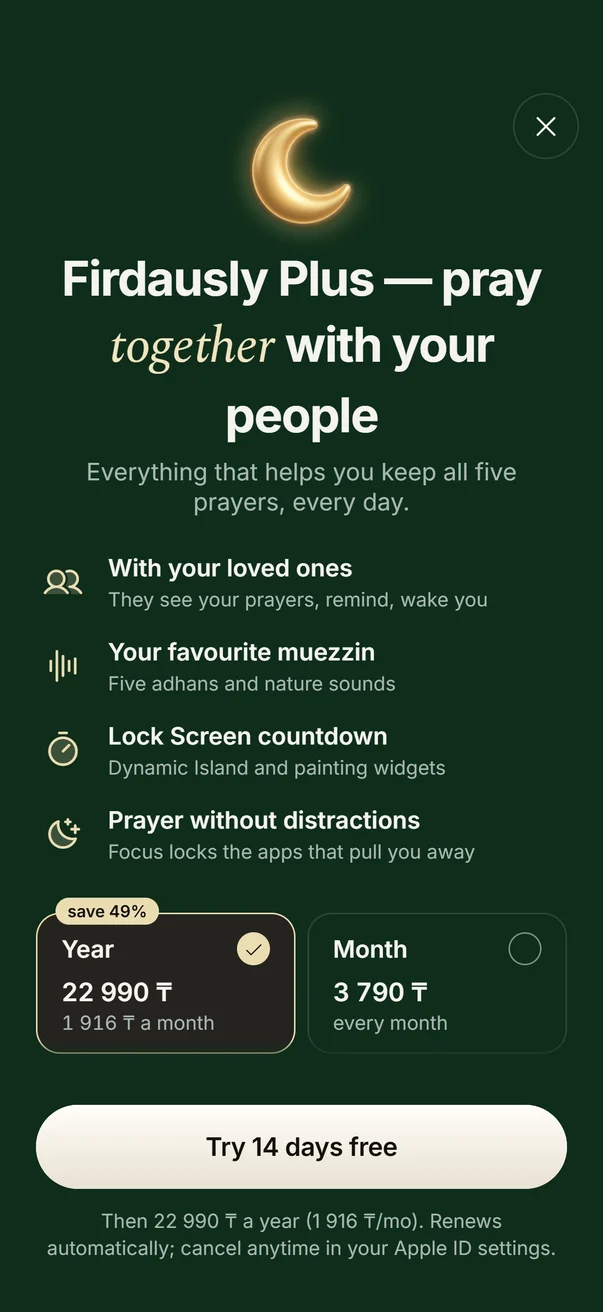 Firdausly Plus — pray
together with your
people
Everything that helps you keep all five
prayers, every day.
With your loved ones
They see your prayers, remind, wake you
Your favourite muezzin
Five adhans and nature sounds
Lock Screen countdown
Dynamic Island and painting widgets
Prayer without distractions
Focus locks the apps that pull you away
save 49%
Year
22 990 ₸
1 916 ₸ a month
Month
3 790 ₸
every month
Try 14 days free
Then 22 990 ₸ a year (1 916 ₸/mo). Renews
automatically; cancel anytime in your Apple ID settings.